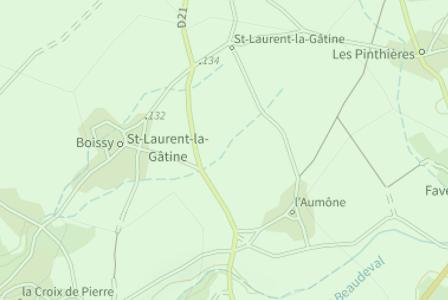 D21
St-Laurent-la-Gâtine
Les Pinthières
134
132
Boissy
St-Laurent-la-
Gâtine
Fav
l'Aumône
Beaudeval
la Croix de Pierre